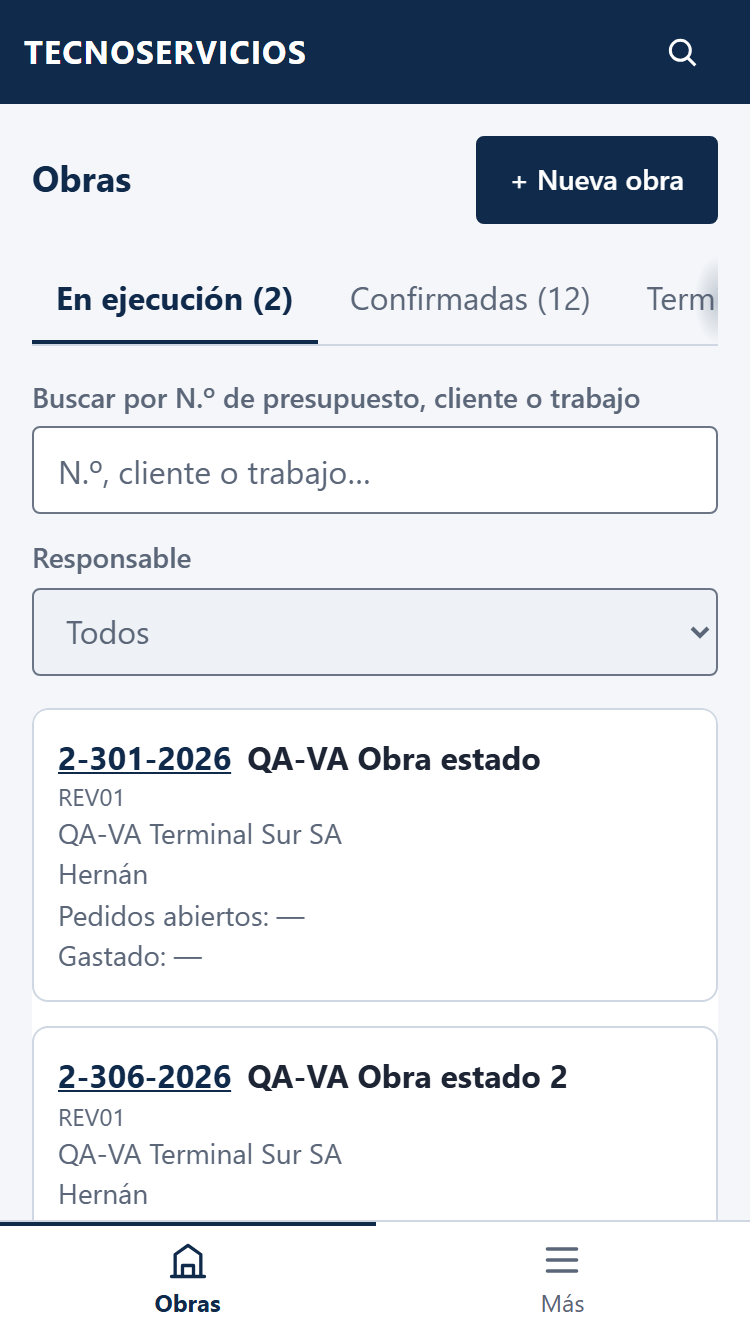 TECNOSERVICIOS
Obras
+ Nueva obra
En ejecución (2)
Confirmadas (12)
Term
Buscar por N.º de presupuesto, cliente o trabajo
N.º, cliente o trabajo...
Responsable
Todos
2-301-2026 QA-VA Obra estado
REV01
QA-VA Terminal Sur SA
Hernán
Pedidos abiertos: —
Gastado: —
2-306-2026 QA-VA Obra estado 2
REV01
QA-VA Terminal Sur SA
Hernán
Obras
Más